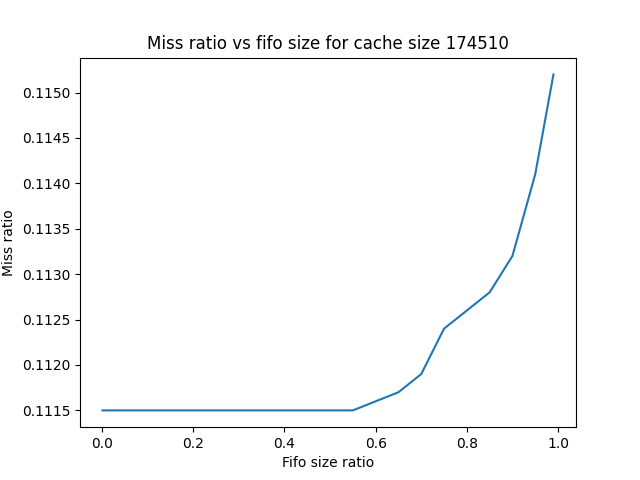 Miss ratio vs fifo size for cache size 174510
0.1150
0.1145
0.1140
0.1135
0.1130
0.1125
0.1120
0.1115
Miss ratio
0.0 0.2 0.4 0.6 0.8 1.0
Fifo size ratio